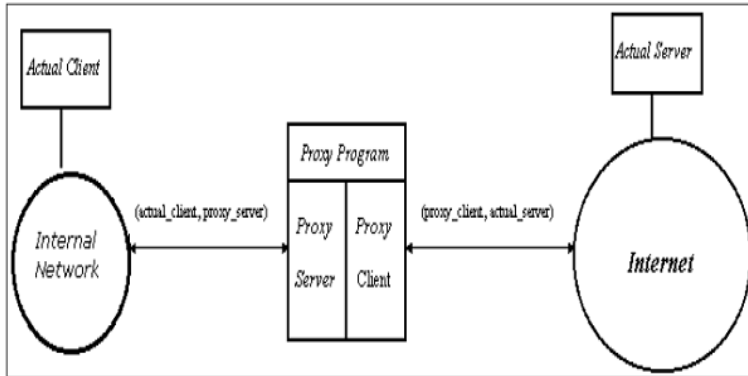 Actual Client
Actual Server
Proxy Program
(actual_client, proxy_server)
(proxy_client, actual_server)
Internal
Network
Proxy
Server
Proxy
Client
Internet